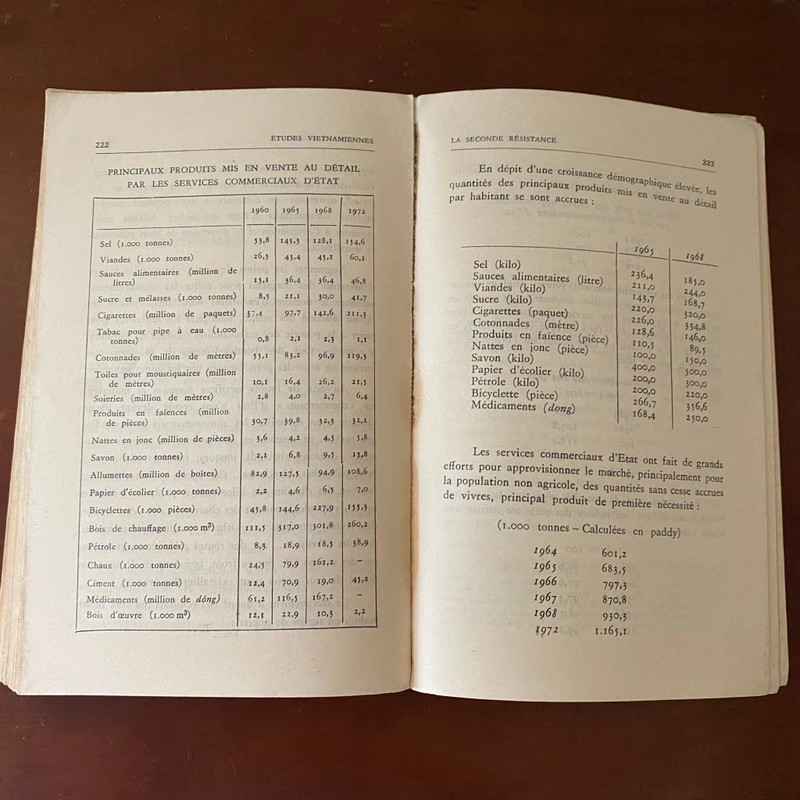 222
ÉTUDES VIETNAMIENNES
PRINCIPAUX PRODUITS MIS EN VENTE AU DÉTAIL
PAR LES SERVICES COMMERCIAUX D'ÉTAT
1960 1965 1968 1972
Sel (1.000 tonnes) 53,8 145,3 128,1 154,6
Viandes (1.000 tonnes) 26,5 43,4 45,1 60,1
Sauces alimentaires (million de
litres) 15,1 36,4 36,4 46,8
Sucre et mélasses (1.000 tonnes) 8,5 21,1 30,0 41,7
Cigarettes (million de paquets) 37,4 97,7 142,6 211,3
Tabac pour pipe à eau (1.000
tonnes) 0,8 2,1 2,3 1,1
Cotonnades (million de mètres) 55,1 83,2 96,9 119,3
Toiles pour moustiquaires (million
de mètres) 10,1 16,4 26,2 21,5
Soieries (million de mètres) 2,8 4,0 2,7 6,4
Produits en faïences (million
de pièces) 30,7 39,8 32,3 31,1
Nattes en jonc (million de pièces) 3,6 4,2 4,5 5,8
Savon (1.000 tonnes) 2,1 6,8 9,5 15,8
Allumettes (million de boîtes) 82,9 127,5 94,9 108,6
Papier d'écolier (1.000 tonnes) 2,2 4,6 6,5 7,0
Bicyclettes (1.000 pièces) 45,8 144,6 227,9 153,3
Bois de chauffage (1.000 m³) 111,5 317,0 301,8 260,2
Pétrole (1.000 tonnes) 8,3 18,9 18,5 38,9
Chaux (1.000 tonnes) 24,5 79,9 161,2 –
Ciment (1.000 tonnes) 12,4 70,9 19,0 45,2
Médicaments (million de dông) 61,2 116,5 167,2 –
Bois d'œuvre (1.000 m³) 12,1 22,9 10,3 2,2
LA SECONDE RÉSISTANCE
223
En dépit d'une croissance démographique élevée, les
quantités des principaux produits mis en vente au détail
par habitant se sont accrues :
1965 1968
Sel (kilo) 236,4 185,0
Sauces alimentaires (litre) 211,0 244,0
Viandes (kilo) 143,7 168,7
Sucre (kilo) 220,0 320,0
Cigarettes (paquet) 226,0 334,8
Cotonnades (mètre) 128,6 146,0
Produits en faïence (pièce) 110,5 89,5
Nattes en jonc (pièce) 100,0 150,0
Savon (kilo) 400,0 500,0
Papier d'écolier (kilo) 200,0 300,0
Pétrole (kilo) 200,0 220,0
Bicyclette (pièce) 266,7 356,6
Médicaments (dong) 168,4 250,0
Les services commerciaux d'Etat ont fait de grands
efforts pour approvisionner le marché, principalement pour
la population non agricole, des quantités sans cesse accrues
de vivres, principal produit de première nécessité :
(1.000 tonnes – Calculées en paddy)
1964 601,2
1965 683,5
1966 797,3
1967 870,8
1968 930,3
1972 1.165,1